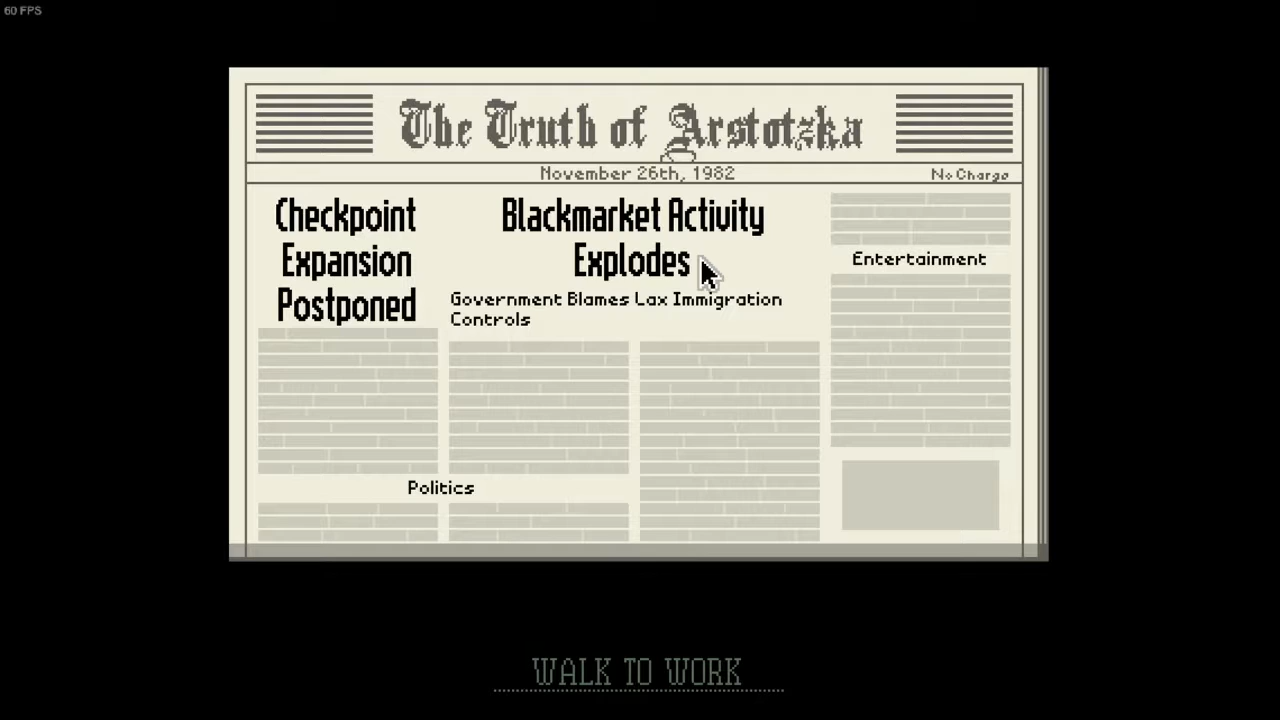 60 FPS
The Truth of Arstotzka
November 26th, 1982
No Charge
Checkpoint
Expansion
Postponed
Blackmarket Activity
Explodes
Government Blames Lax Immigration
Controls
Entertainment
Politics
WALK TO WORK